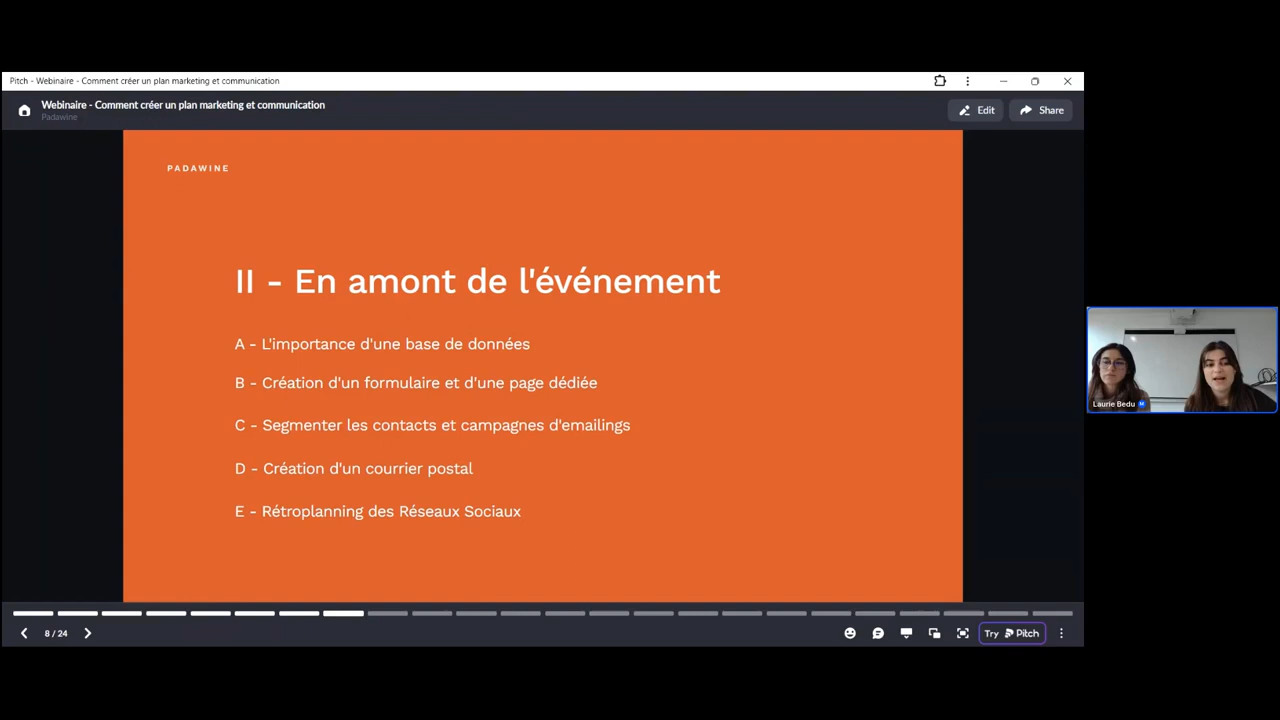 Pitch - Webinaire - Comment créer un plan marketing et communication
Webinaire - Comment créer un plan marketing et communication
Padawine
Edit
Share
PADAWINE
II - En amont de l'événement
A - L'importance d'une base de données
B - Création d'un formulaire et d'une page dédiée
C - Segmenter les contacts et campagnes d'emailings
D - Création d'un courrier postal
E - Rétroplanning des Réseaux Sociaux
Laurie Bedu
8 / 24
Try Pitch